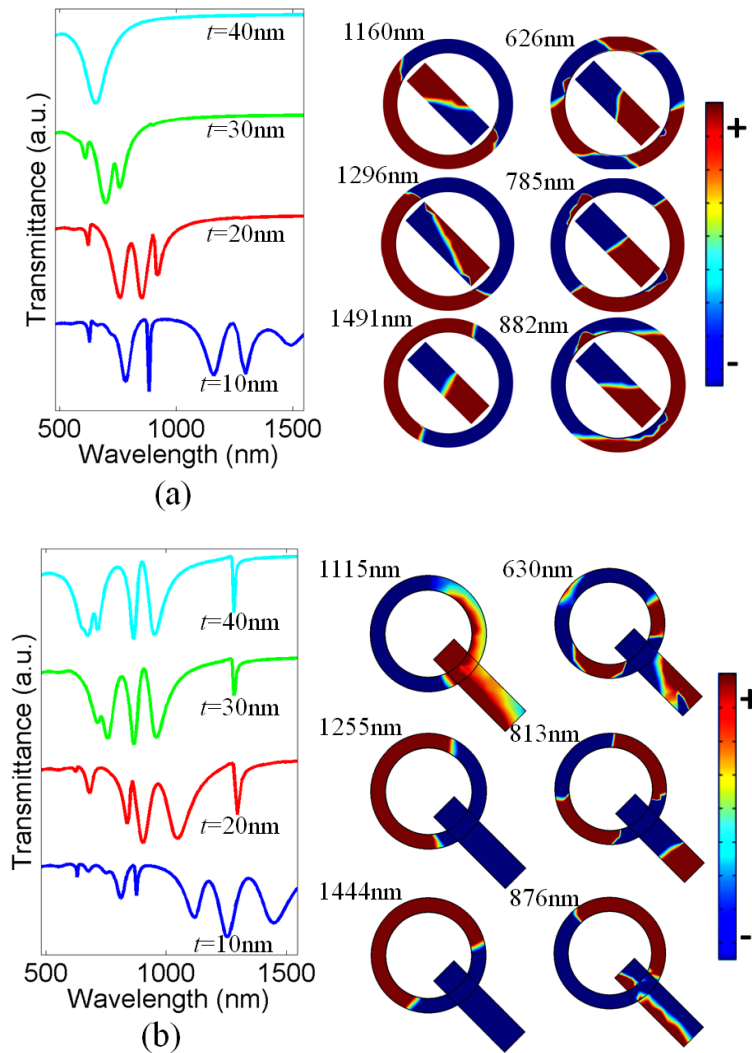 Transmittance (a.u.)
t=40nm
t=30nm
t=20nm
t=10nm
500 1000 1500
Wavelength (nm)
1160nm
626nm
1296nm
785nm
1491nm
882nm
+
-
(a)
Transmittance (a.u.)
t=40nm
t=30nm
t=20nm
t=10nm
500 1000 1500
Wavelength (nm)
1115nm
630nm
1255nm
813nm
1444nm
876nm
+
-
(b)